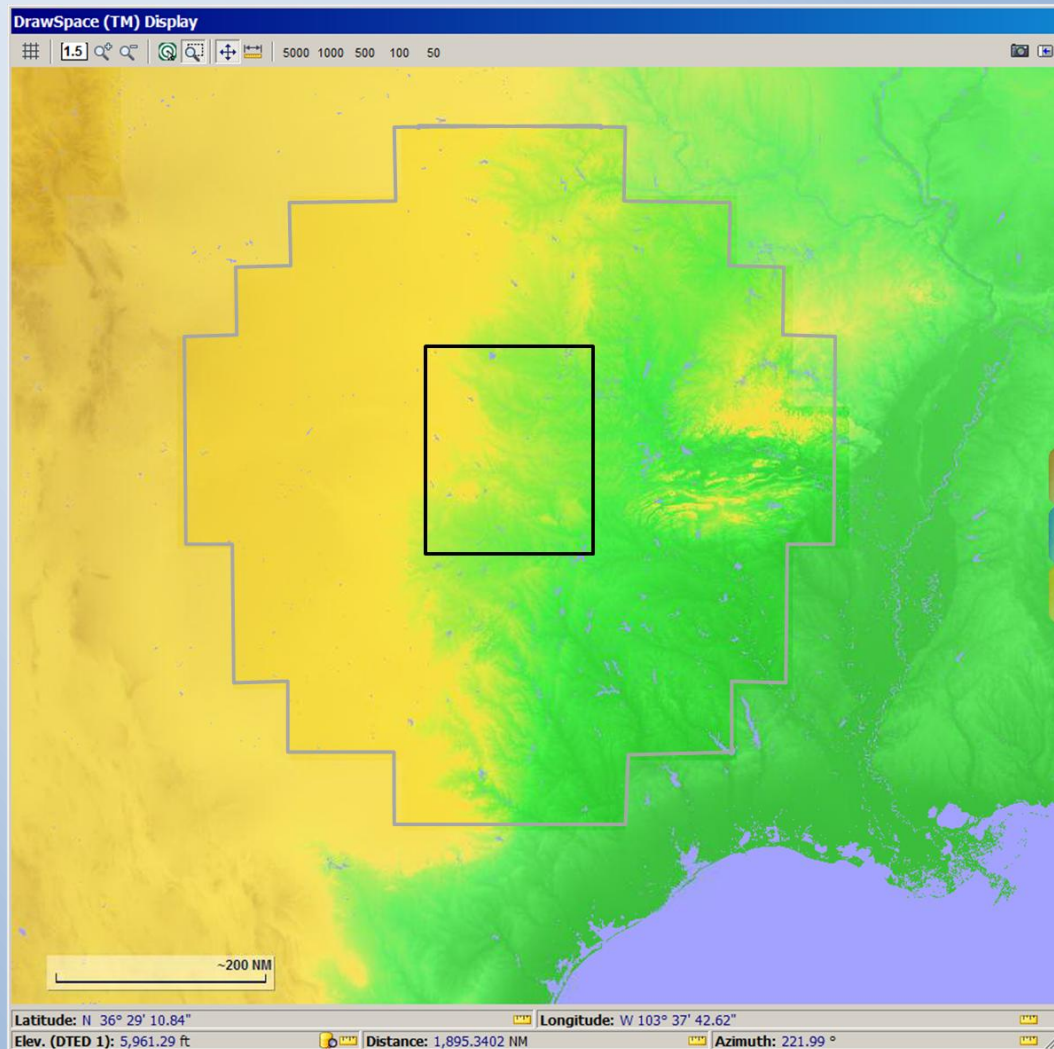 DrawSpace (TM) Display
1.5 5000 1000 500 100 50
~200 NM
Latitude: N 36° 29' 10.84" Longitude: W 103° 37' 42.62"
Elev. (DTED 1): 5,961.29 ft Distance: 1,895.3402 NM Azimuth: 221.99 °